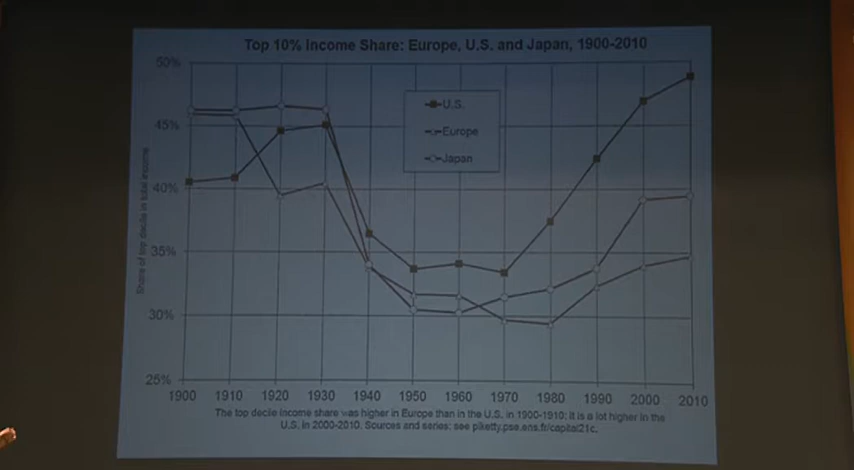 Top 10% Income Share: Europe, U.S. and Japan, 1900-2010
50%
45%
40%
35%
30%
25%
Share of top decile in total income
U.S.
Europe
Japan
1900 1910 1920 1930 1940 1950 1960 1970 1980 1990 2000 2010
The top decile income share was higher in Europe than in the U.S. in 1900-1910; it is a lot higher in the
U.S. in 2000-2010. Sources and series: see piketty.pse.ens.fr/capital21c.